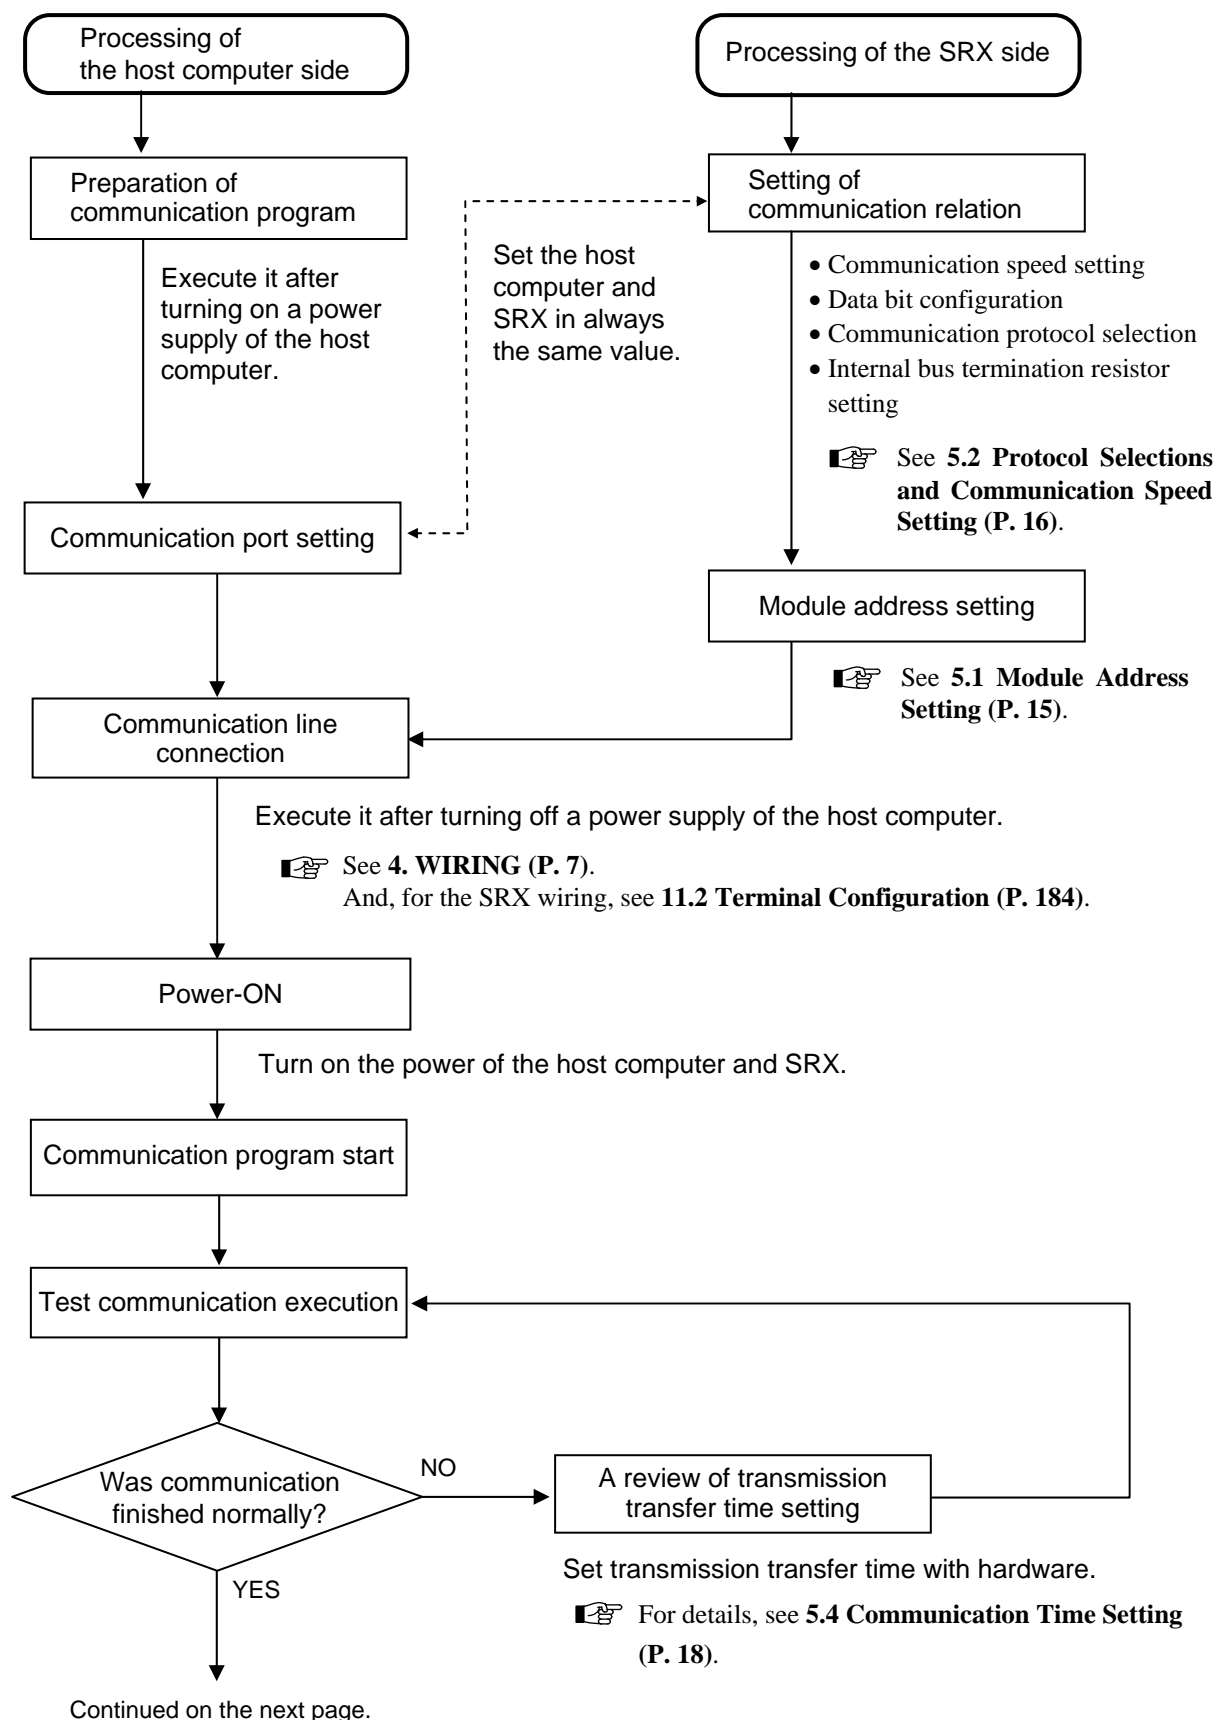 Processing of
the host computer side
Processing of the SRX side
Preparation of
communication program
Setting of
communication relation
Execute it after
turning on a power
supply of the host
computer.
Set the host
computer and
SRX in always
the same value.
• Communication speed setting
• Data bit configuration
• Communication protocol selection
• Internal bus termination resistor
setting
See 5.2 Protocol Selections
and Communication Speed
Setting (P. 16).
Communication port setting
Module address setting
See 5.1 Module Address
Setting (P. 15).
Communication line
connection
Execute it after turning off a power supply of the host computer.
See 4. WIRING (P. 7).
And, for the SRX wiring, see 11.2 Terminal Configuration (P. 184).
Power-ON
Turn on the power of the host computer and SRX.
Communication program start
Test communication execution
Was communication
finished normally?
NO
A review of transmission
transfer time setting
Set transmission transfer time with hardware.
For details, see 5.4 Communication Time Setting
(P. 18).
YES
Continued on the next page.